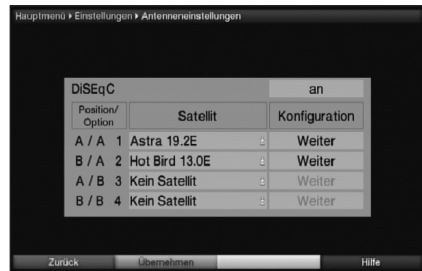 Hauptmenü ▸ Einstellungen ▸ Antenneneinstellungen
DiSEqC an
Position/ Option Satellit Konfiguration
A / A 1 Astra 19.2E Weiter
B / A 2 Hot Bird 13.0E Weiter
A / B 3 Kein Satellit Weiter
B / B 4 Kein Satellit Weiter
Zurück Übernehmen Hilfe